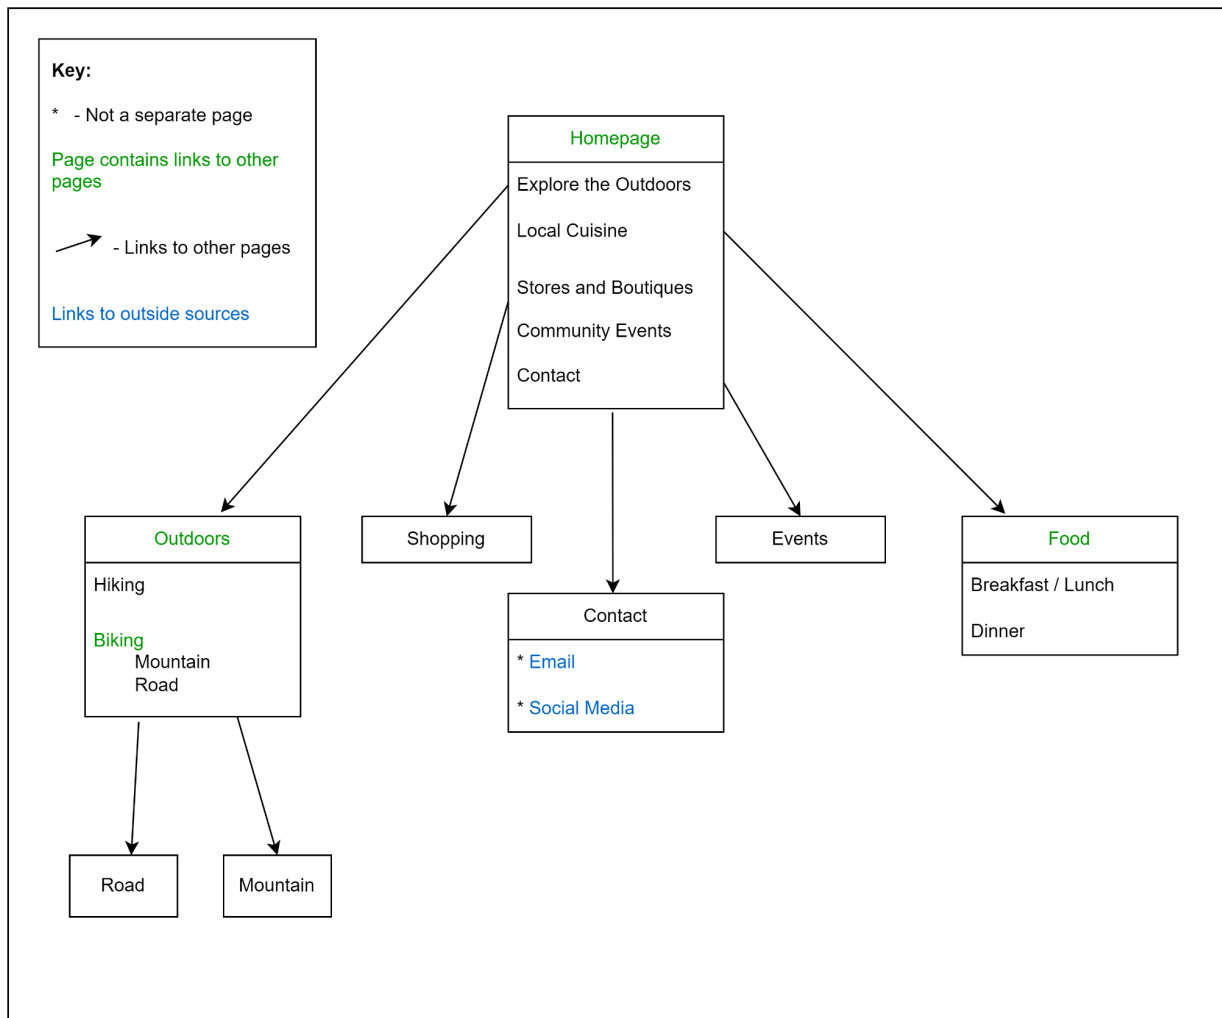 Key:
* - Not a separate page
Page contains links to other
pages
- Links to other pages
Links to outside sources
Homepage
Explore the Outdoors
Local Cuisine
Stores and Boutiques
Community Events
Contact
Outdoors
Hiking
Biking
Mountain
Road
Shopping
Contact
* Email
* Social Media
Events
Food
Breakfast / Lunch
Dinner
Road
Mountain